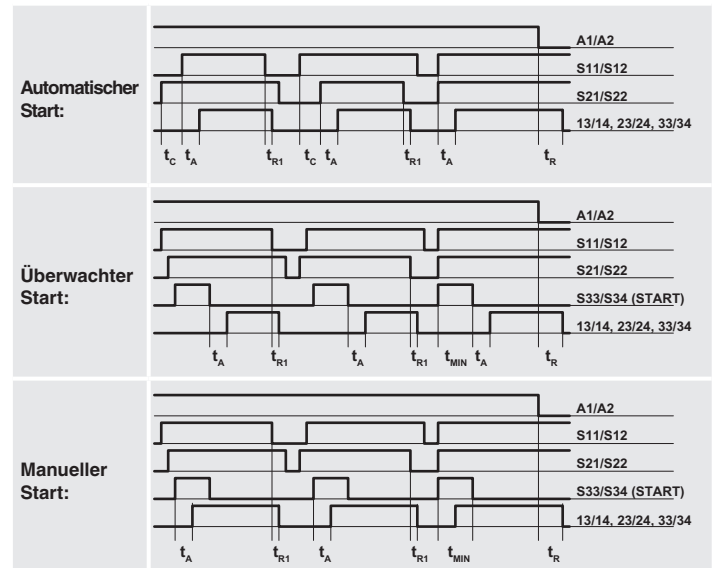 Automatischer
Start:
A1/A2
S11/S12
S21/S22
13/14, 23/24, 33/34
tC tA tR1 tC tA tR1 tA tR
Überwachter
Start:
A1/A2
S11/S12
S21/S22
S33/S34 (START)
13/14, 23/24, 33/34
tA tR1 tA tR1 tMIN tA tR
Manueller
Start:
A1/A2
S11/S12
S21/S22
S33/S34 (START)
13/14, 23/24, 33/34
tA tR1 tA tR1 tMIN tR